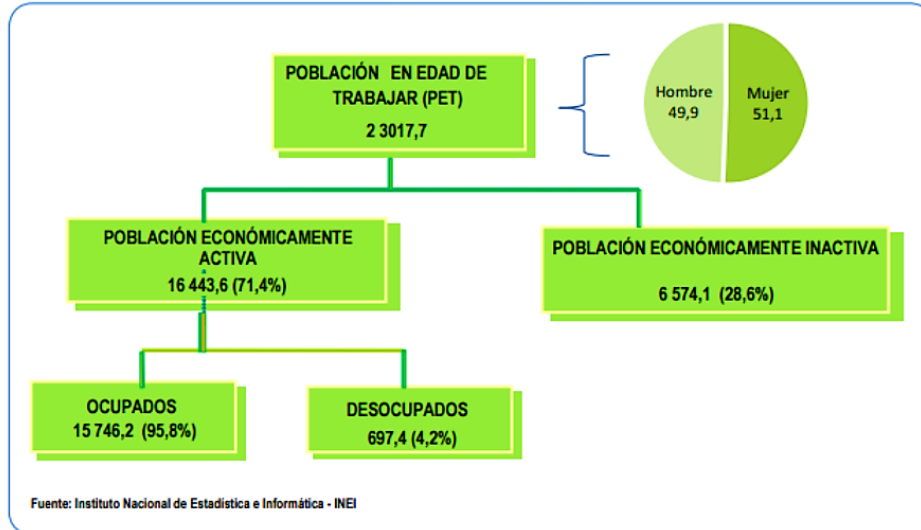 POBLACIÓN EN EDAD DE
TRABAJAR (PET)
2 3017,7
Hombre
49,9
Mujer
51,1
POBLACIÓN ECONÓMICAMENTE
ACTIVA
16 443,6 (71,4%)
POBLACIÓN ECONÓMICAMENTE INACTIVA
6 574,1 (28,6%)
OCUPADOS
15 746,2 (95,8%)
DESOCUPADOS
697,4 (4,2%)
Fuente: Instituto Nacional de Estadística e Informática - INEI